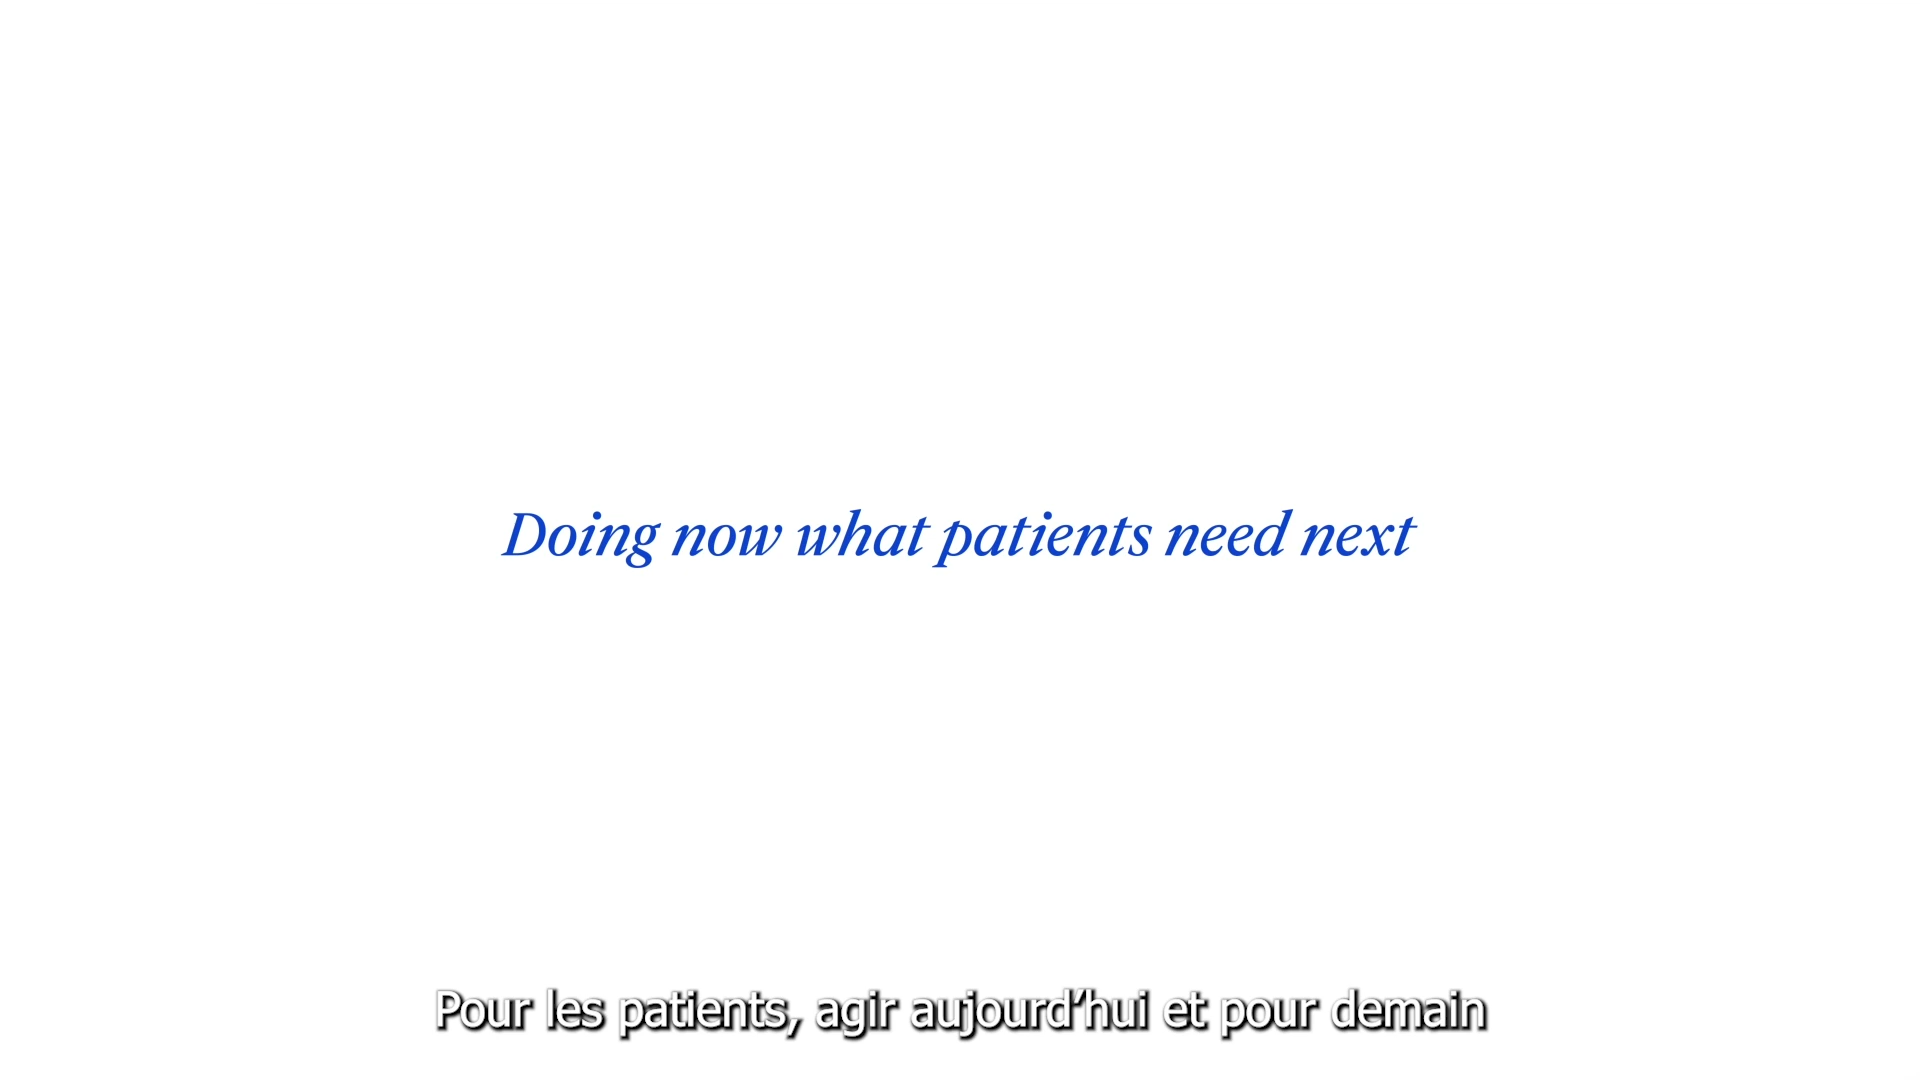 Doing now what patients need next
Pour les patients, agir aujourd’hui et pour demain